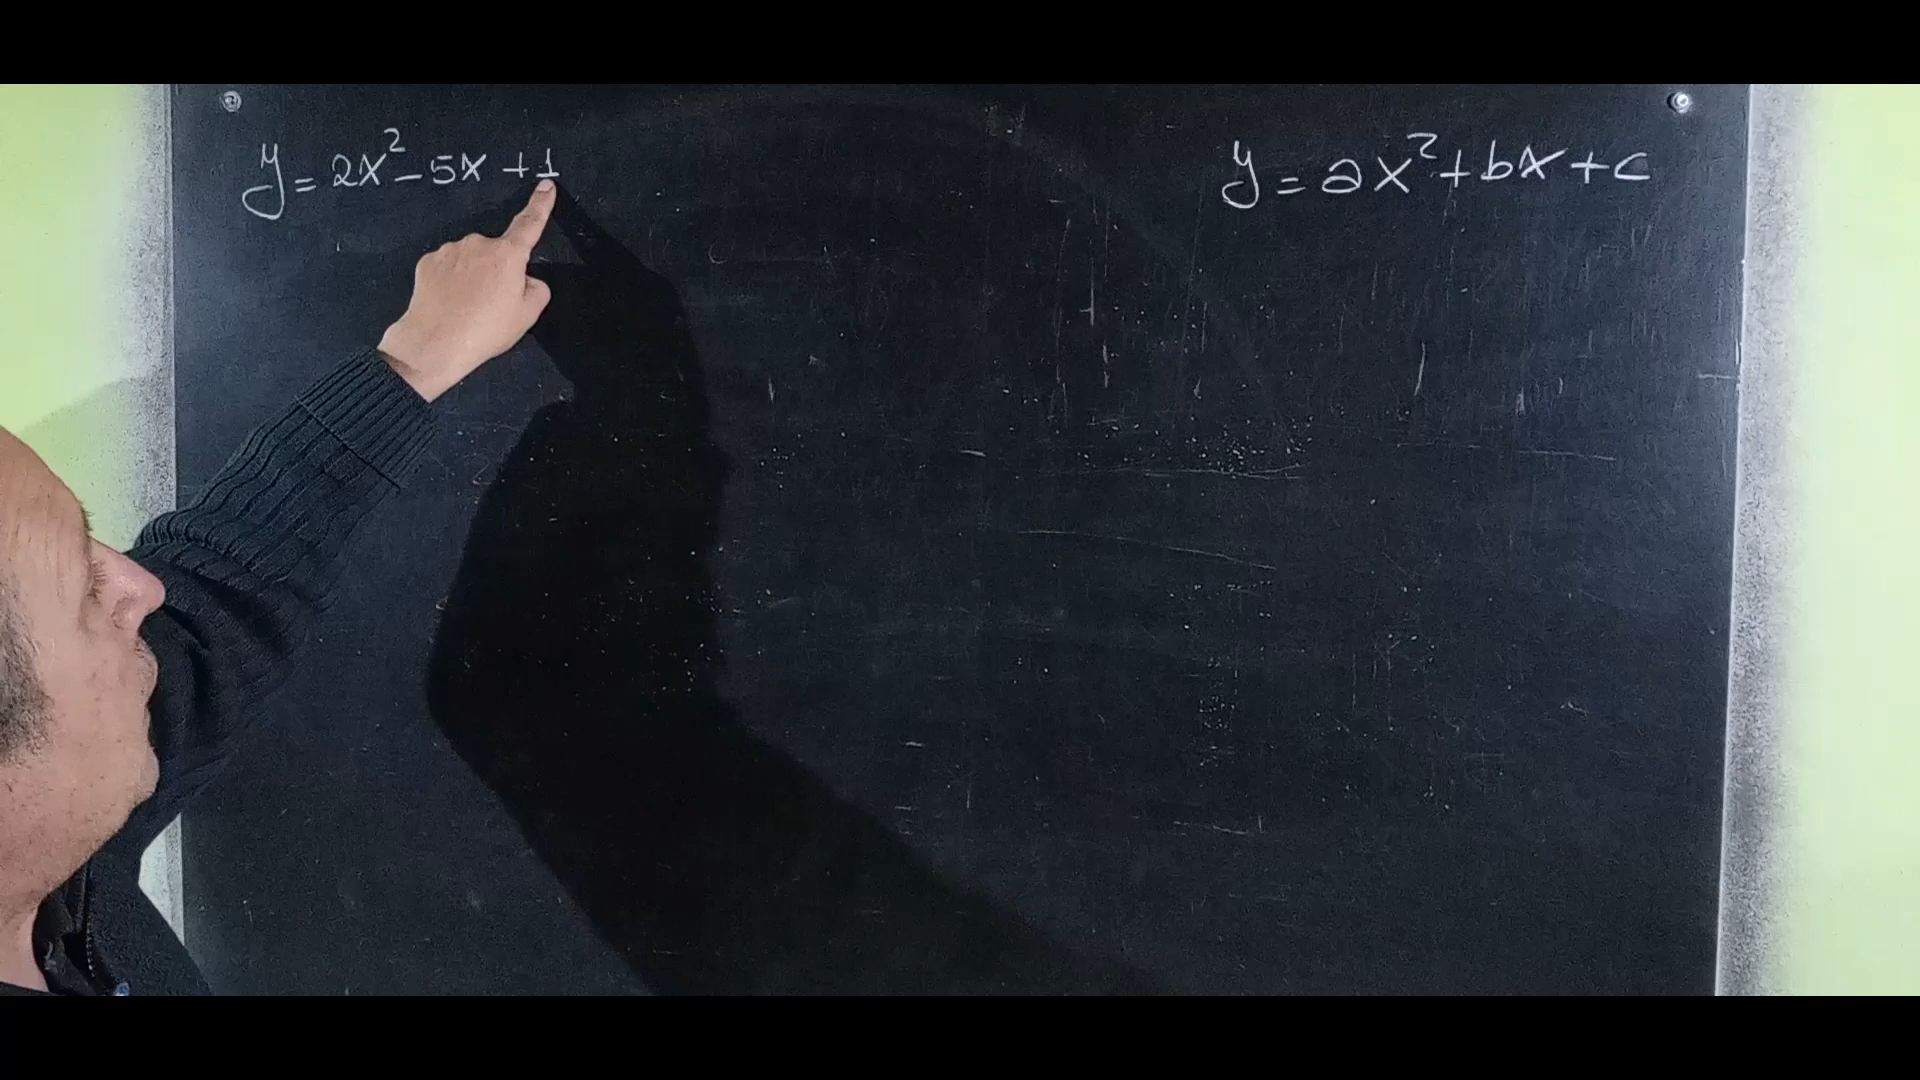 y = 2x² - 5x + 1
y = ax² + bx + c